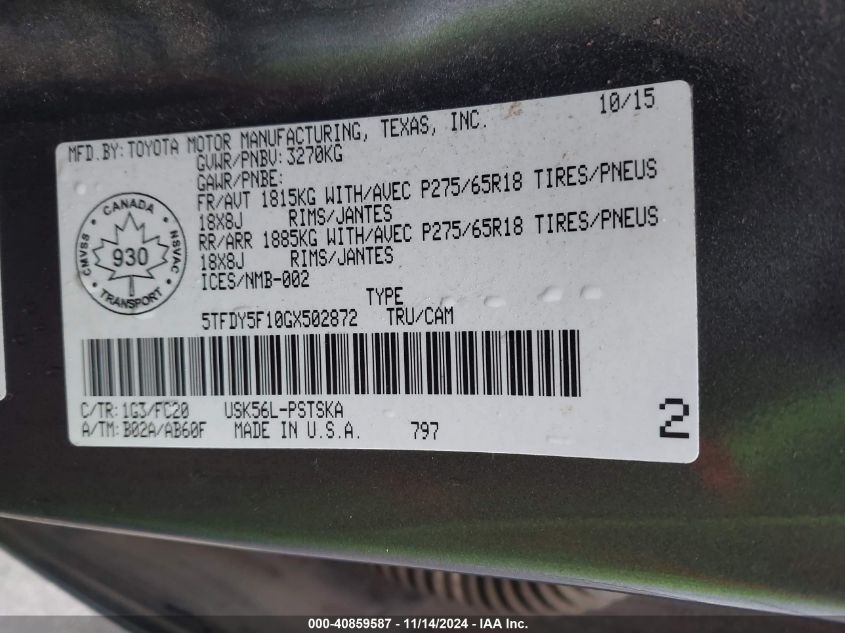 10/15
MFD.BY: TOYOTA MOTOR MANUFACTURING, TEXAS, INC.
GVWR/PNBV: 3270KG
GAWR/PNBE:
FR/AVT 1815KG WITH/AVEC P275/65R18 TIRES/PNEUS
18X8J RIMS/JANTES
RR/ARR 1885KG WITH/AVEC P275/65R18 TIRES/PNEUS
18X8J RIMS/JANTES
ICES/NMB-002
CANADA
CMVSS 930 NSVAC
TRANSPORT
TYPE
5TFDY5F10GX502872 TRU/CAM
C/TR: 1G3/FC20 USK56L-PSTSKA
A/TM: B02A/AB60F MADE IN U.S.A. 797
2
000-40859587 - 11/14/2024 - IAA Inc.